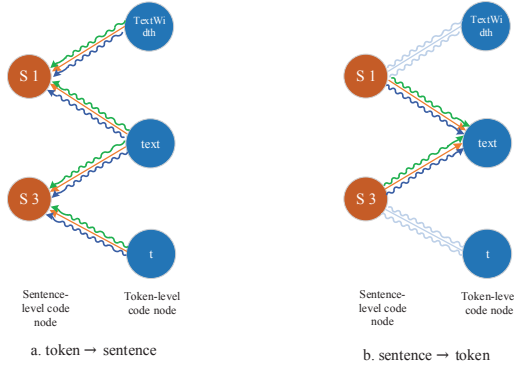 TextWi
dth
S 1
text
S 3
t
Sentence-
level code
node
Token-level
code node
a. token → sentence
TextWi
dth
S 1
text
S 3
t
Sentence-
level code
node
Token-leve
code node
b. sentence → token